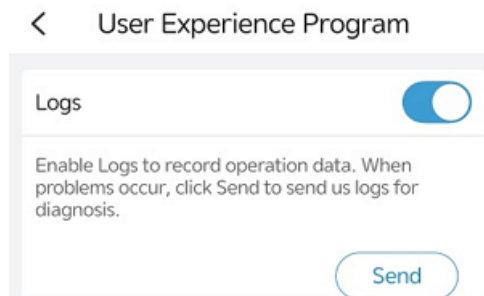 User Experience Program
Logs
Enable Logs to record operation data. When
problems occur, click Send to send us logs for
diagnosis.
Send